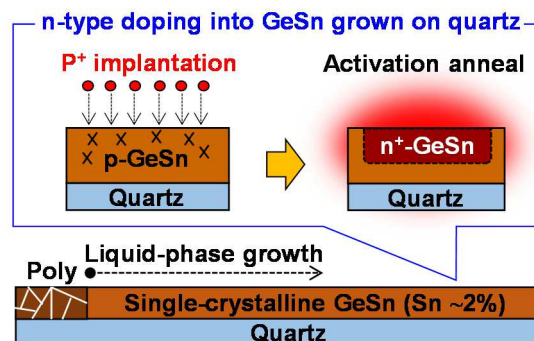 n-type doping into GeSn grown on quartz
P⁺ implantation
Activation anneal
p-GeSn
n⁺-GeSn
Quartz
Quartz
Liquid-phase growth
Poly
Single-crystalline GeSn (Sn ~2%)
Quartz